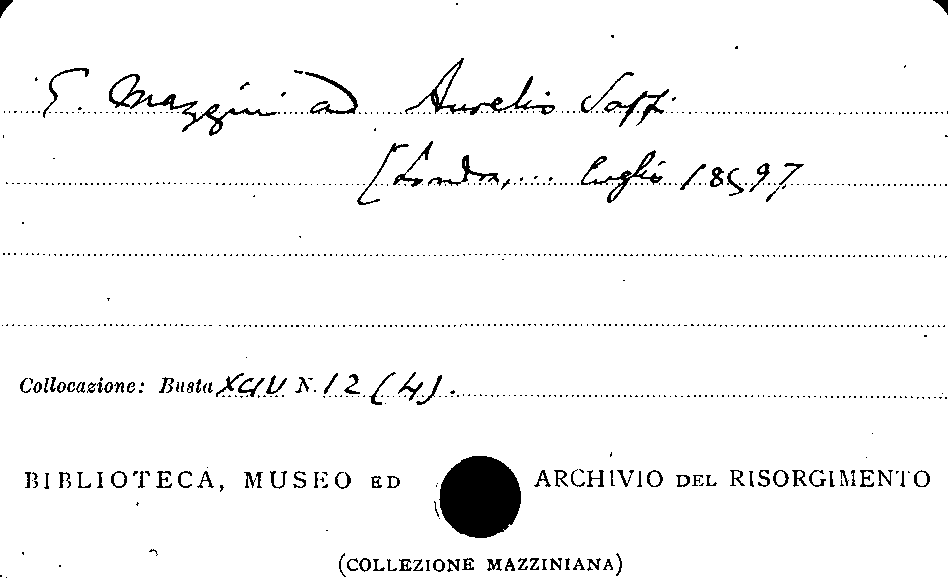 G. Mazzini ad Aurelio Saffi
[Londra, ... luglio 1859]
Collocazione: Busta XCIV N. 12 (4).
BIBLIOTECA, MUSEO ED ARCHIVIO DEL RISORGIMENTO
(COLLEZIONE MAZZINIANA)